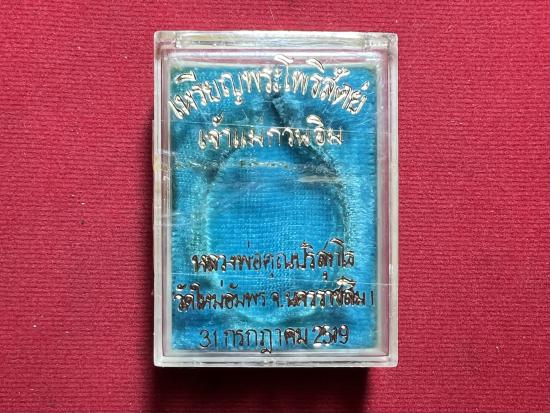 เหรียญพระโพธิสัตย์
เจ้าแม่กวนอิม
หลวงพ่อคูณปริสุทโธ
วัดใหม่อัมพร จ.นครราชสีมา
31 กรกฎาคม